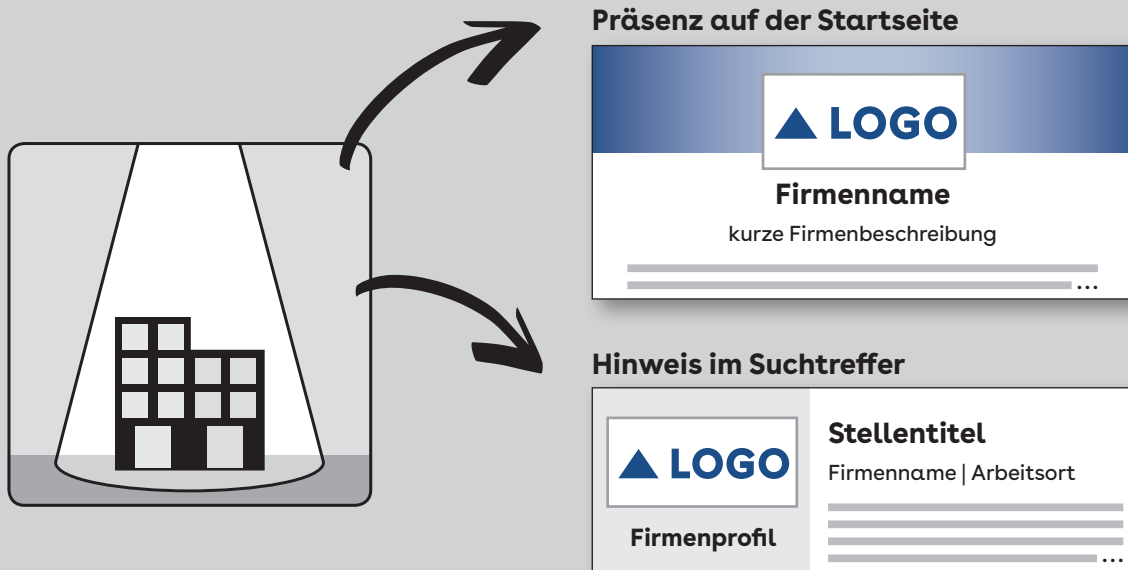 Präsenz auf der Startseite
LOGO
Firmenname
kurze Firmenbeschreibung
...
Hinweis im Suchtreffer
LOGO
Firmenprofil
Stellentitel
Firmenname | Arbeitsort
...